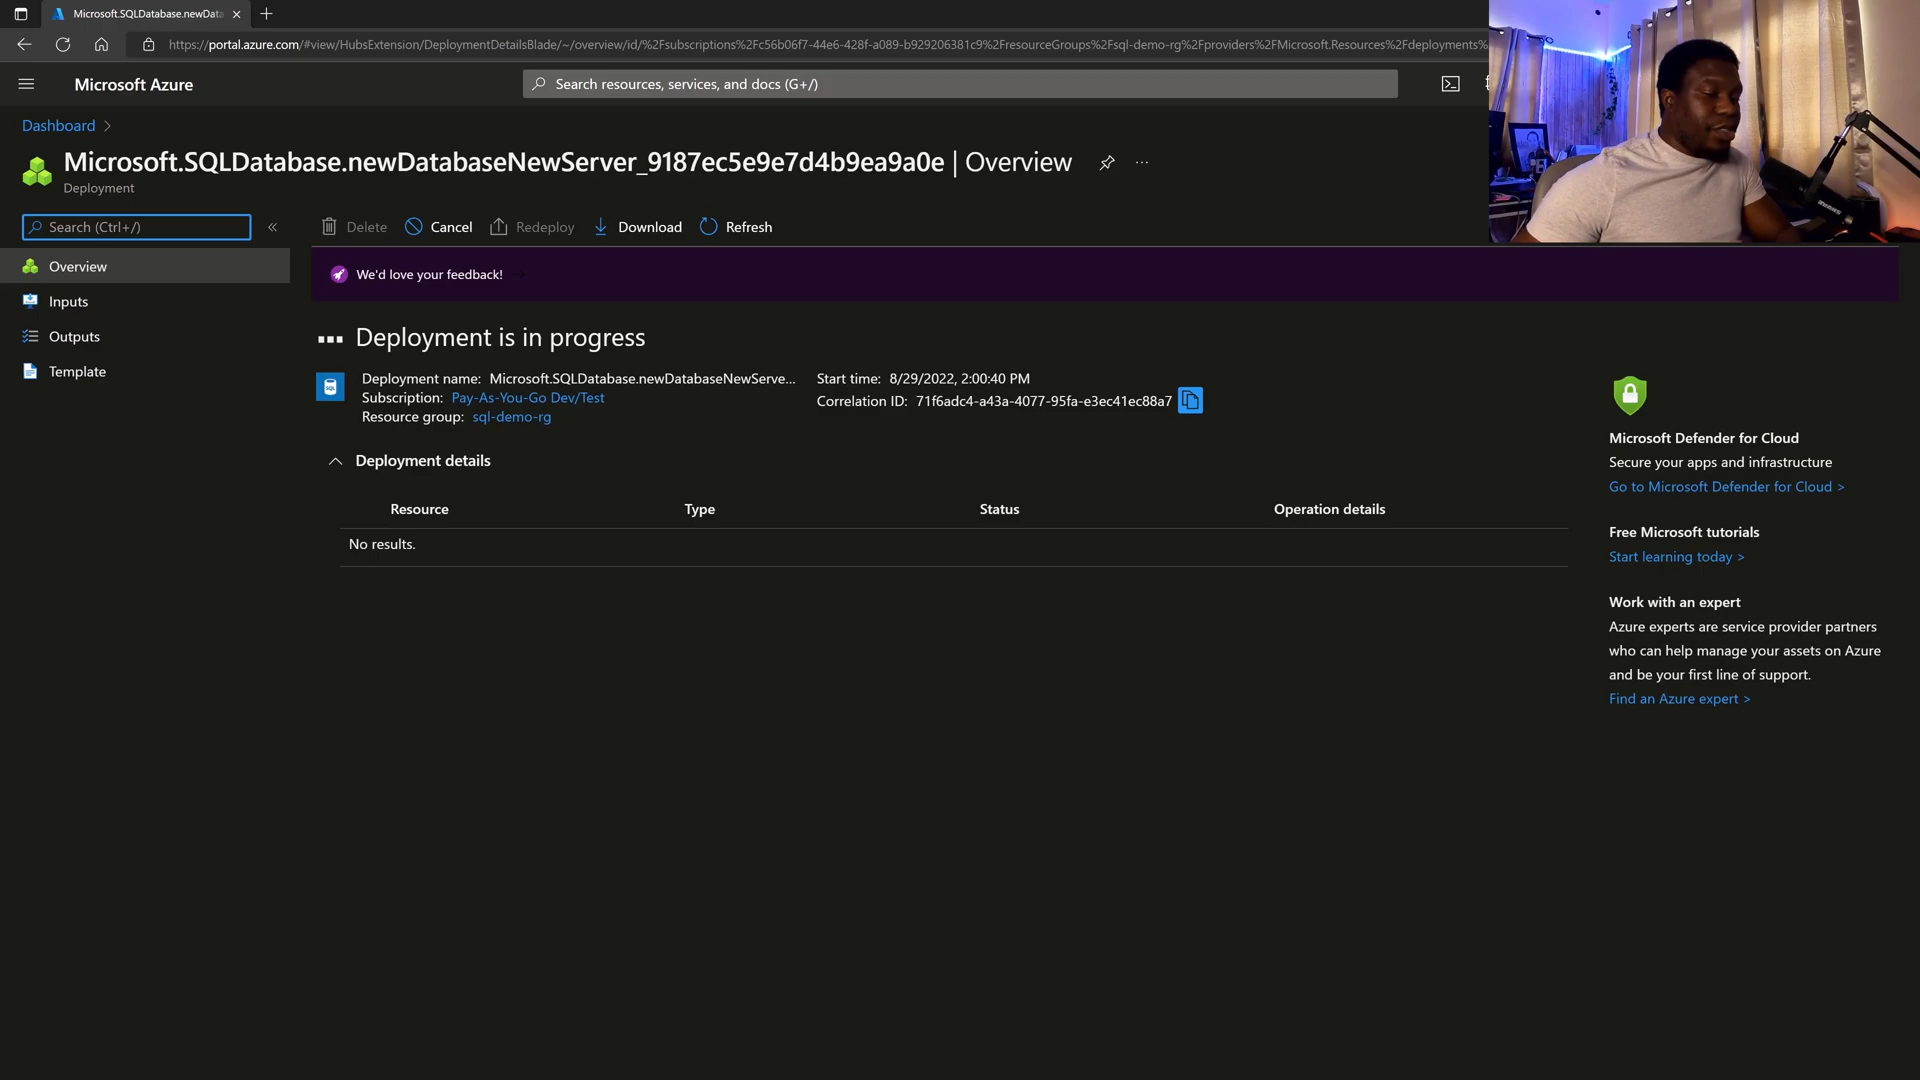 Microsoft.SQLDatabase.newData
https://portal.azure.com/#view/HubsExtension/DeploymentDetailsBlade/~/overview/id/%2Fsubscriptions%2Fc56b06f7-44e6-428f-a089-b929206381c9%2FresourceGroups%2Fsql-demo-rg%2Fproviders%2FMicrosoft.Resources%2Fdeployments%
Microsoft Azure
Search resources, services, and docs (G+/)
Dashboard >
Microsoft.SQLDatabase.newDatabaseNewServer_9187ec5e9e7d4b9ea9a0e | Overview
Deployment
Search (Ctrl+/)
Delete Cancel Redeploy Download Refresh
Overview
Inputs
Outputs
Template
We'd love your feedback! →
Deployment is in progress
Deployment name: Microsoft.SQLDatabase.newDatabaseNewServe...
Subscription: Pay-As-You-Go Dev/Test
Resource group: sql-demo-rg
Start time: 8/29/2022, 2:00:40 PM
Correlation ID: 71f6adc4-a43a-4077-95fa-e3ec41ec88a7
Deployment details
Resource Type Status Operation details
No results.
Microsoft Defender for Cloud
Secure your apps and infrastructure
Go to Microsoft Defender for Cloud >
Free Microsoft tutorials
Start learning today >
Work with an expert
Azure experts are service provider partners
who can help manage your assets on Azure
and be your first line of support.
Find an Azure expert >